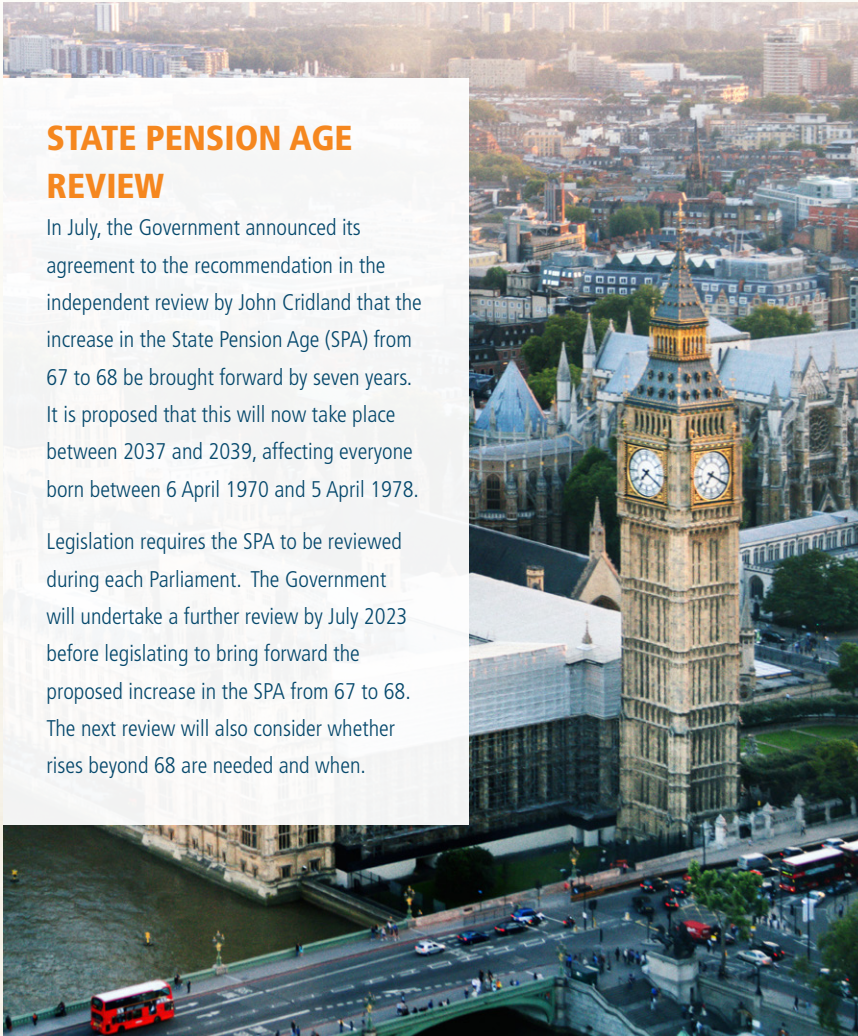 STATE PENSION AGE
REVIEW
In July, the Government announced its
agreement to the recommendation in the
independent review by John Cridland that the
increase in the State Pension Age (SPA) from
67 to 68 be brought forward by seven years.
It is proposed that this will now take place
between 2037 and 2039, affecting everyone
born between 6 April 1970 and 5 April 1978.
Legislation requires the SPA to be reviewed
during each Parliament. The Government
will undertake a further review by July 2023
before legislating to bring forward the
proposed increase in the SPA from 67 to 68.
The next review will also consider whether
rises beyond 68 are needed and when.